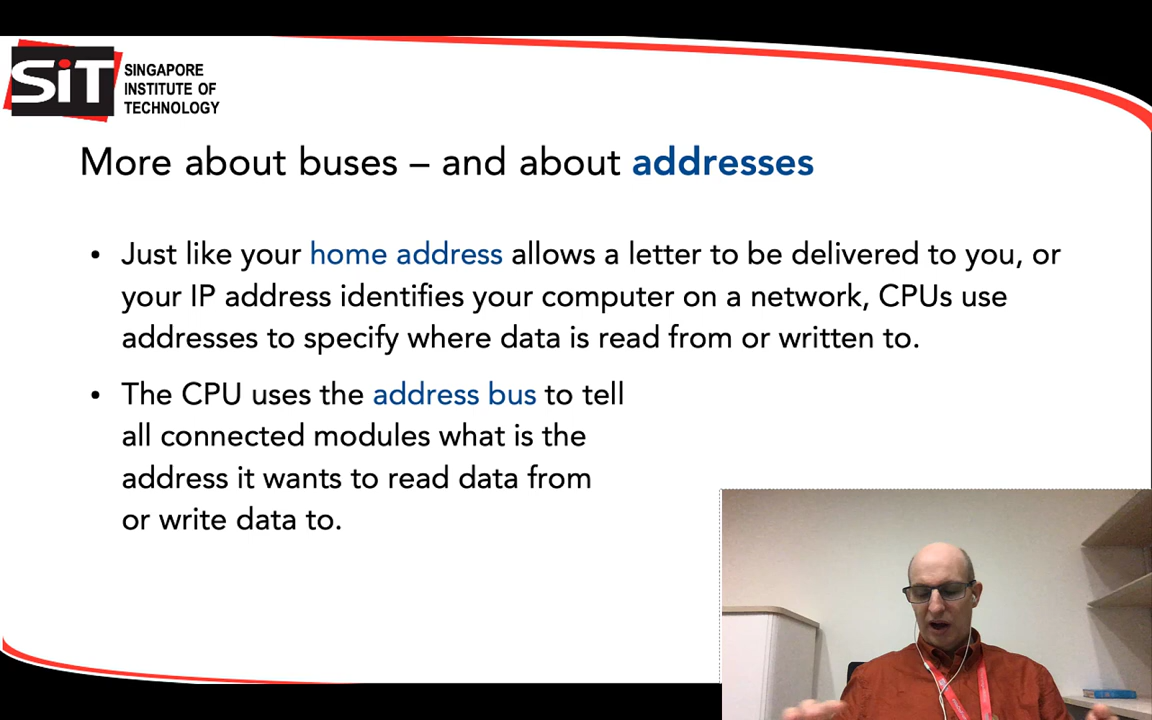 SiT
SINGAPORE
INSTITUTE OF
TECHNOLOGY
More about buses – and about addresses
• Just like your home address allows a letter to be delivered to you, or
your IP address identifies your computer on a network, CPUs use
addresses to specify where data is read from or written to.
• The CPU uses the address bus to tell
all connected modules what is the
address it wants to read data from
or write data to.